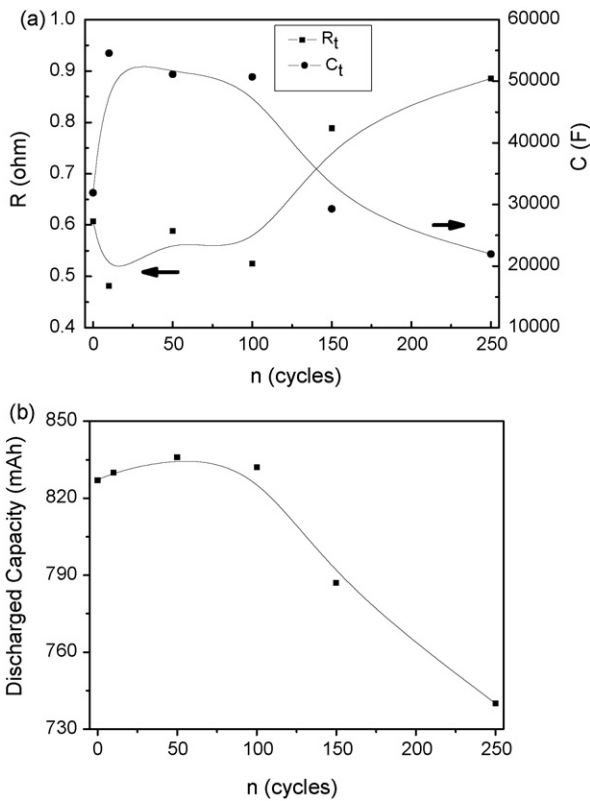 (a)
1.0
0.9
0.8
0.7
0.6
0.5
0.4
R (ohm)
60000
50000
40000
30000
20000
10000
C (F)
Rt
Ct
0 50 100 150 200 250
n (cycles)
(b)
850
820
790
760
730
Discharged Capacity (mAh)
0 50 100 150 200 250
n (cycles)